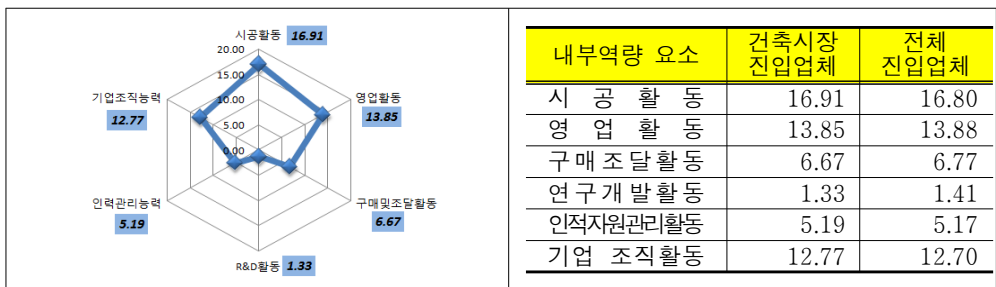 시공활동 16.91
20.00
15.00
10.00
5.00
0.00
영업활동
13.85
구매및조달활동
6.67
R&D활동 1.33
인력관리능력
5.19
기업조직능력
12.77
내부역량 요소 건축시장 진입업체 전체 진입업체
시 공 활 동 16.91 16.80
영 업 활 동 13.85 13.88
구매조달활동 6.67 6.77
연구개발활동 1.33 1.41
인적자원관리활동 5.19 5.17
기업 조직활동 12.77 12.70